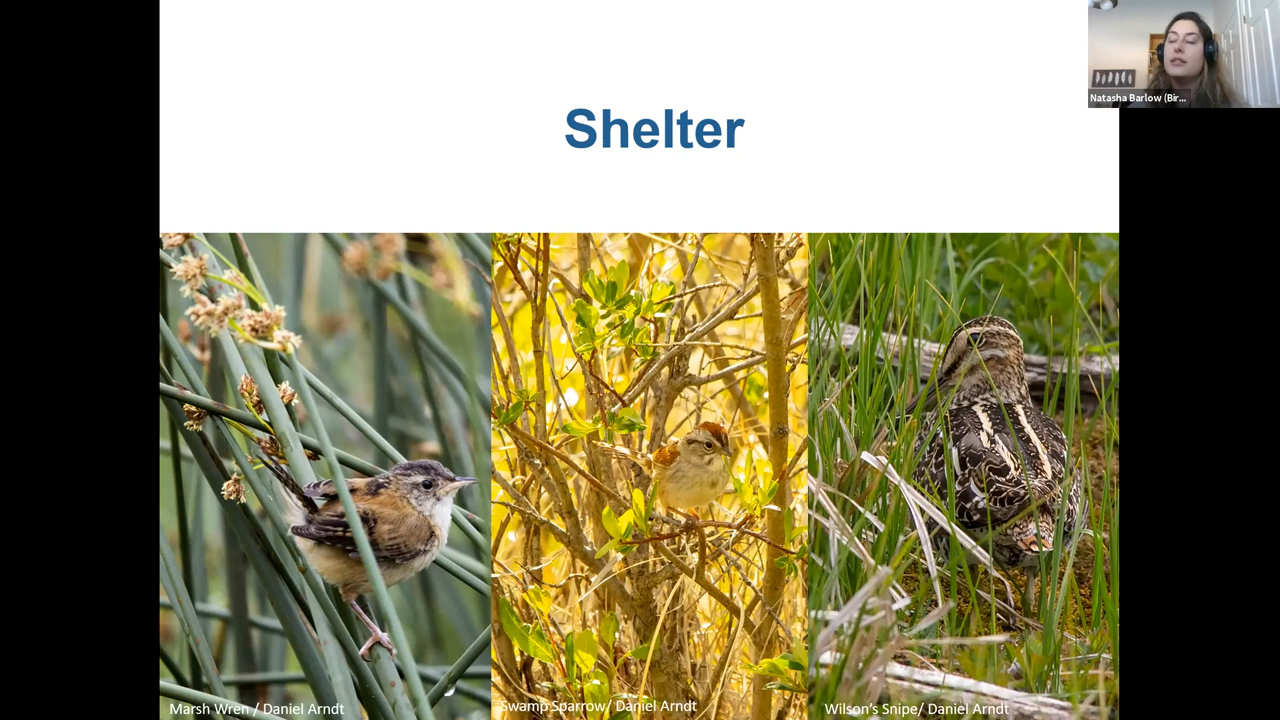 Shelter
Natasha Barlow (Bir...
Marsh Wren / Daniel Arndt
Swamp Sparrow/ Daniel Arndt
Wilson's Snipe/ Daniel Arndt